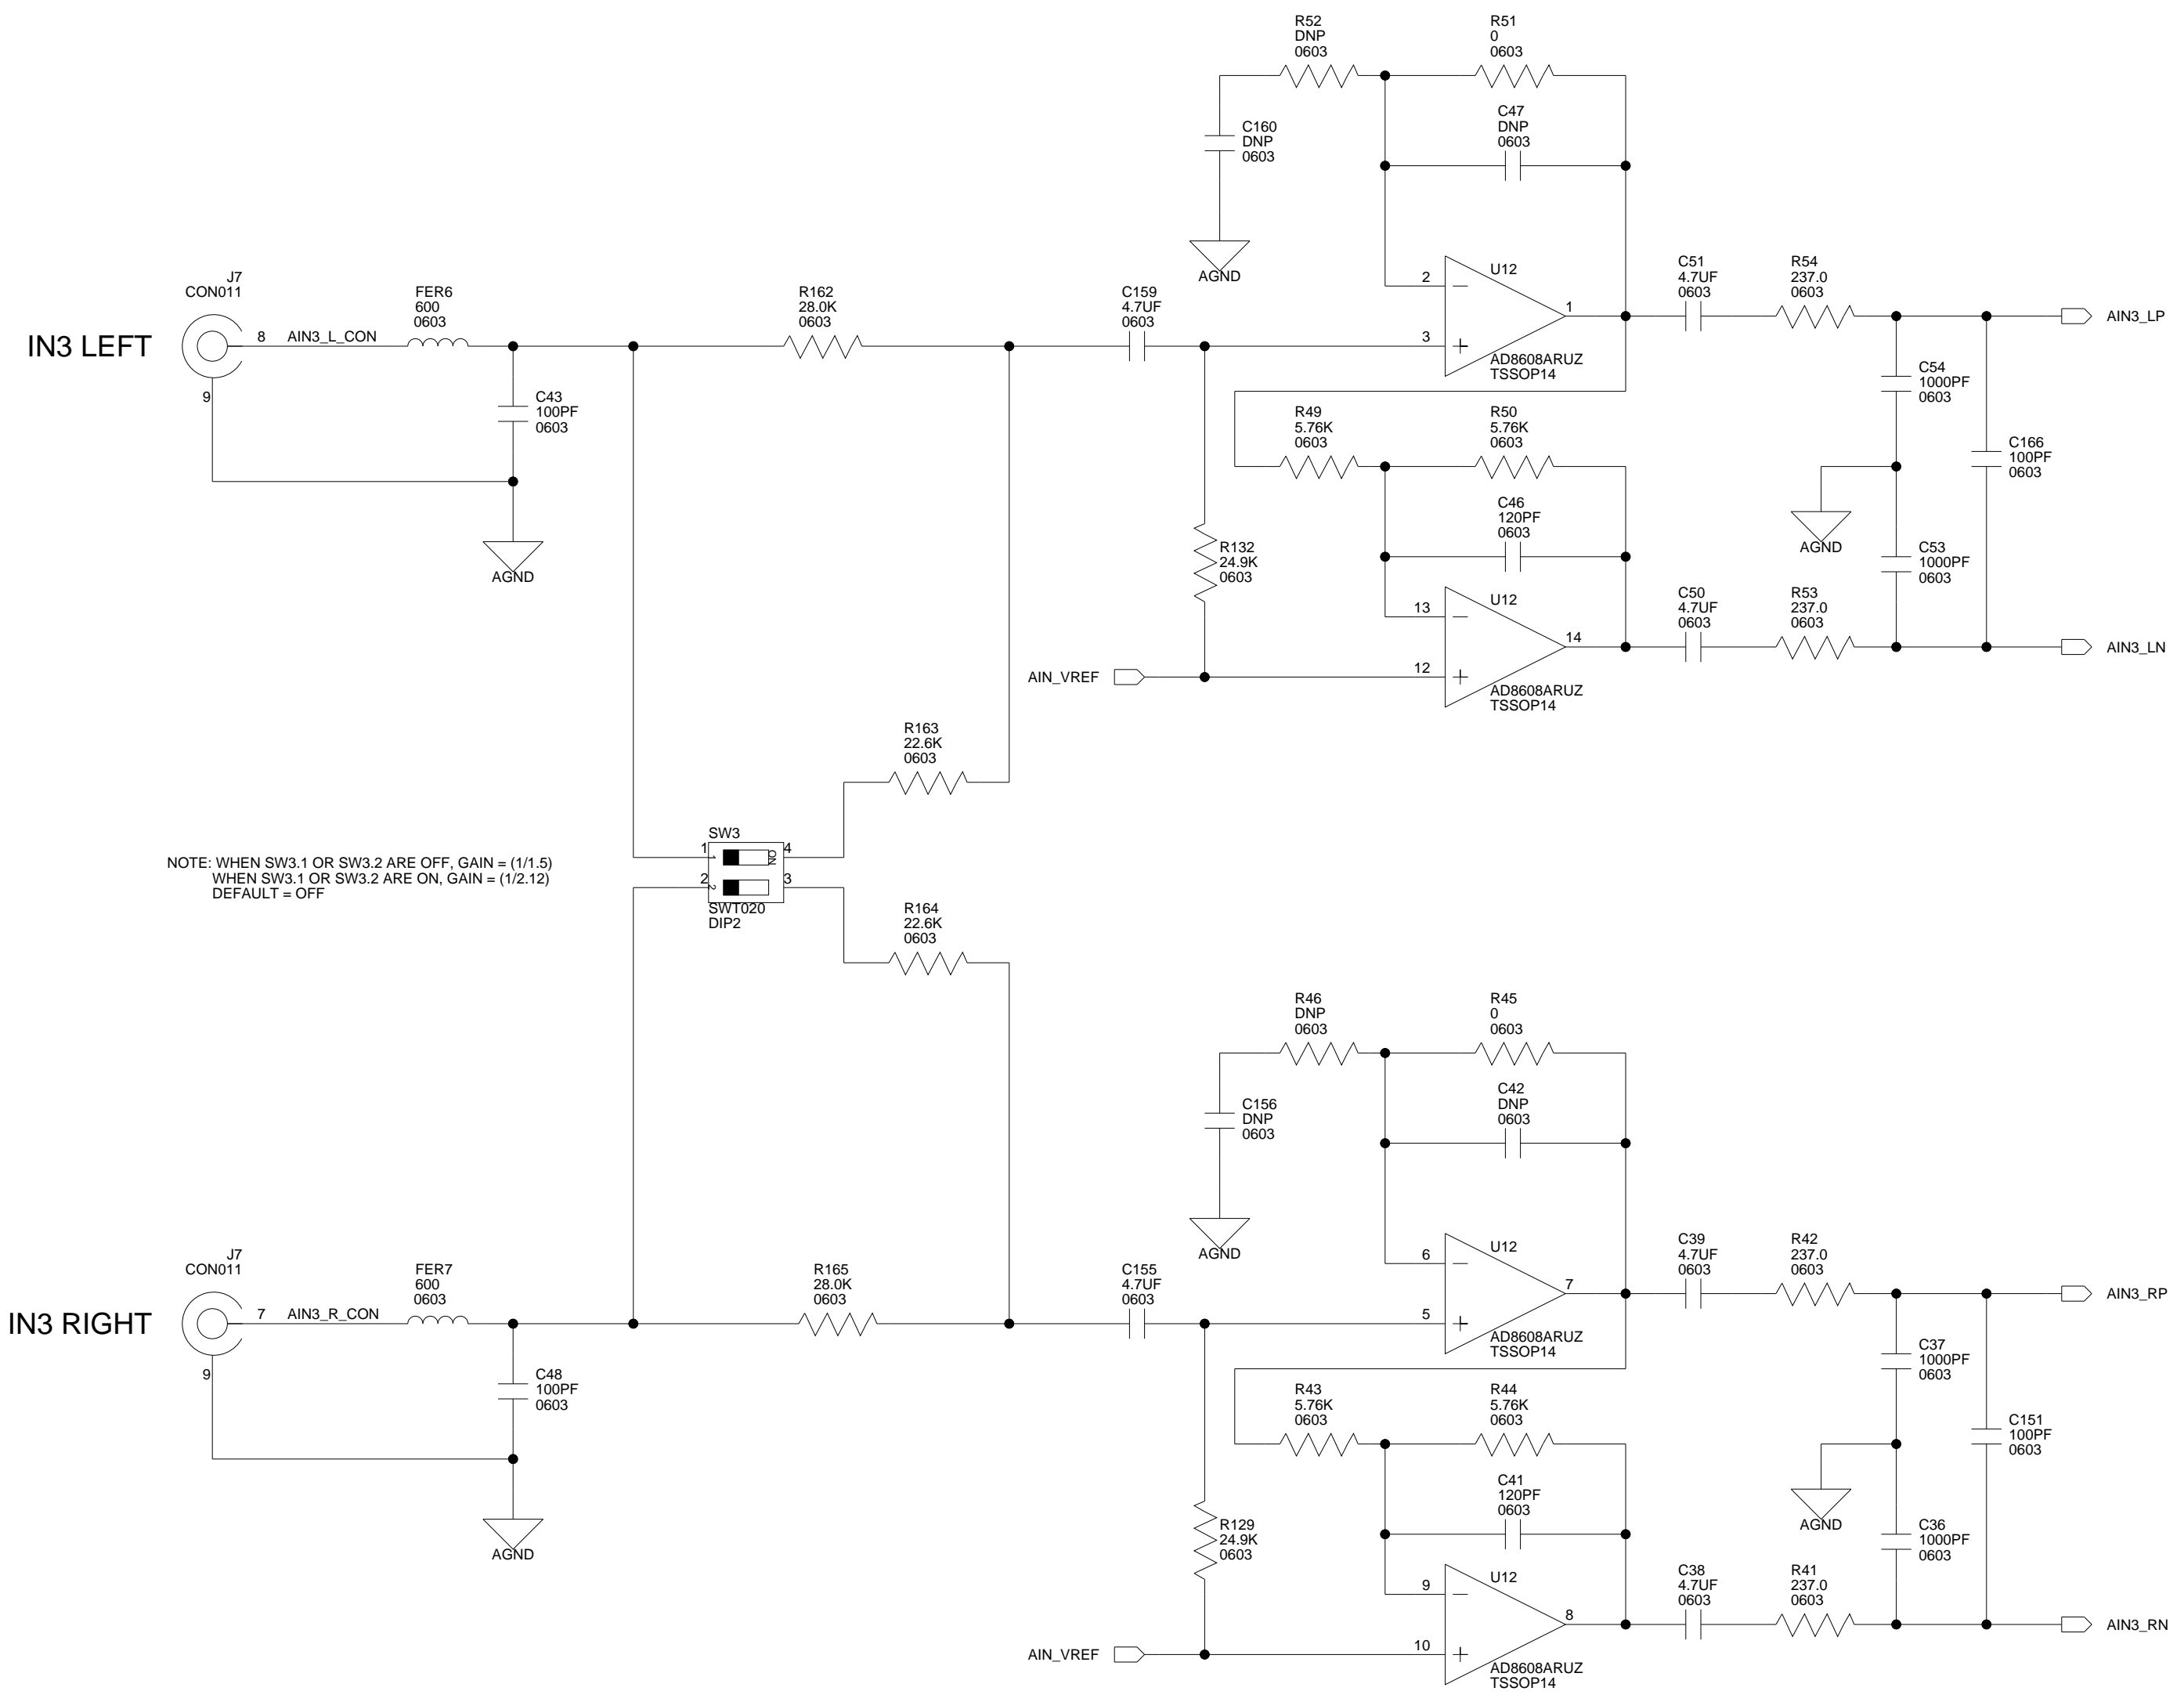 R52
DNP
0603
R51
0
0603
C160
DNP
0603
C47
DNP
0603
AGND
J7
CON011
IN3 LEFT
8
AIN3_L_CON
9
FER6
600
0603
C43
100PF
0603
AGND
R162
28.0K
0603
C159
4.7UF
0603
2
3
U12
1
AD8608ARUZ
TSSOP14
C51
4.7UF
0603
R54
237.0
0603
AIN3_LP
C54
1000PF
0603
C166
100PF
0603
AGND
C53
1000PF
0603
R49
5.76K
0603
R50
5.76K
0603
C46
120PF
0603
R132
24.9K
0603
13
12
U12
14
AD8608ARUZ
TSSOP14
C50
4.7UF
0603
R53
237.0
0603
AIN3_LN
AIN_VREF
R163
22.6K
0603
NOTE: WHEN SW3.1 OR SW3.2 ARE OFF, GAIN = (1/1.5)
WHEN SW3.1 OR SW3.2 ARE ON, GAIN = (1/2.12)
DEFAULT = OFF
SW3
1
1
ON
4
2
2
3
SWT020
DIP2
R164
22.6K
0603
R46
DNP
0603
R45
0
0603
C156
DNP
0603
C42
DNP
0603
AGND
J7
CON011
IN3 RIGHT
7
AIN3_R_CON
9
FER7
600
0603
C48
100PF
0603
AGND
R165
28.0K
0603
C155
4.7UF
0603
6
5
U12
7
AD8608ARUZ
TSSOP14
C39
4.7UF
0603
R42
237.0
0603
AIN3_RP
C37
1000PF
0603
C151
100PF
0603
AGND
C36
1000PF
0603
R43
5.76K
0603
R44
5.76K
0603
C41
120PF
0603
R129
24.9K
0603
9
10
U12
8
AD8608ARUZ
TSSOP14
C38
4.7UF
0603
R41
237.0
0603
AIN3_RN
AIN_VREF